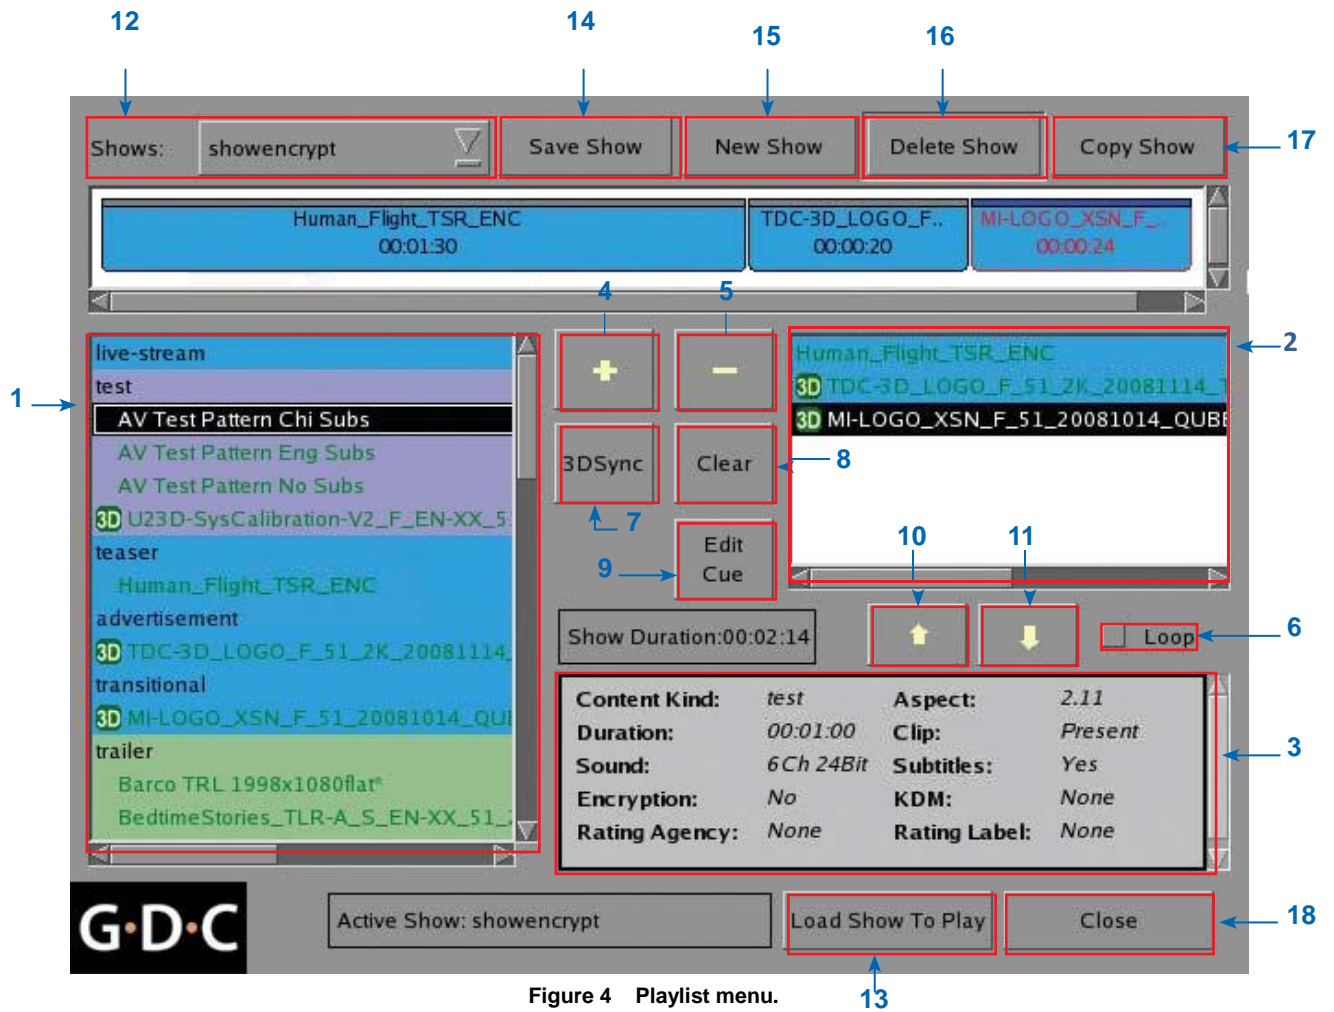 12
14
15
16
Shows:
showencrypt
Save Show
New Show
Delete Show
Copy Show
17
Human_Flight_TSR_ENC
00:01:30
TDC-3D_LOGO_F..
00:00:20
MI-LOGO_XSN_F_..
00:00:24
4
5
1
live-stream
test
AV Test Pattern Chi Subs
AV Test Pattern Eng Subs
AV Test Pattern No Subs
3D U23D-SysCalibration-V2_F_EN-XX_5
teaser
Human_Flight_TSR_ENC
advertisement
3D TDC-3D_LOGO_F_51_2K_20081114_
transitional
3D MI-LOGO_XSN_F_51_20081014_QUB
trailer
Barco TRL 1998x1080flat*
BedtimeStories_TLR-A_S_EN-XX_51_2
3DSync
Clear
8
7
Edit
Cue
9
Human_Flight_TSR_ENC
3D TDC-3D_LOGO_F_51_2K_20081114_T
3D MI-LOGO_XSN_F_51_20081014_QUBE
2
10
11
Show Duration:00:02:14
Loop
6
Content Kind: test Aspect: 2.11
Duration: 00:01:00 Clip: Present
Sound: 6Ch 24Bit Subtitles: Yes
Encryption: No KDM: None
Rating Agency: None Rating Label: None
3
G·D·C
Active Show: showencrypt
Load Show To Play
Close
18
13
Figure 4 Playlist menu.